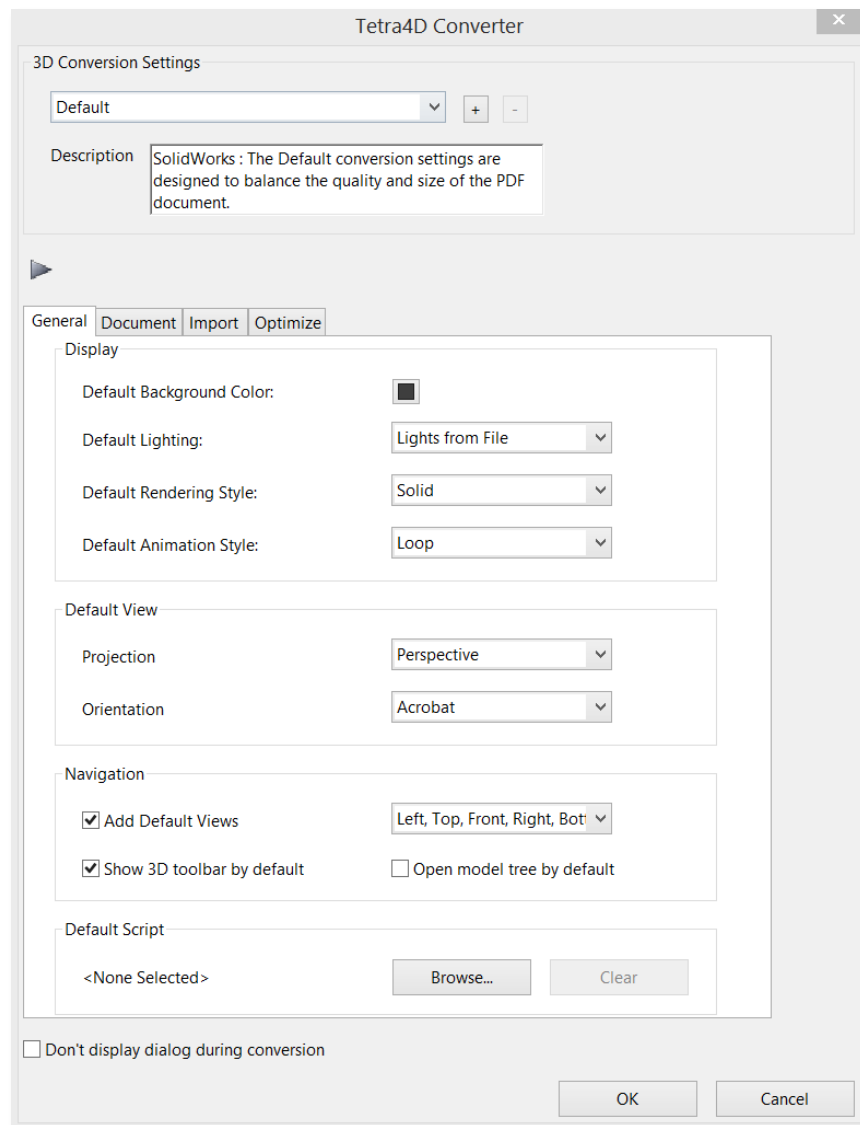 Tetra4D Converter
3D Conversion Settings
Default
+
-
Description
SolidWorks : The Default conversion settings are
designed to balance the quality and size of the PDF
document.
General Document Import Optimize
Display
Default Background Color:
Default Lighting: Lights from File
Default Rendering Style: Solid
Default Animation Style: Loop
Default View
Projection Perspective
Orientation Acrobat
Navigation
Add Default Views Left, Top, Front, Right, Bot
Show 3D toolbar by default Open model tree by default
Default Script
<None Selected> Browse... Clear
Don't display dialog during conversion
OK Cancel